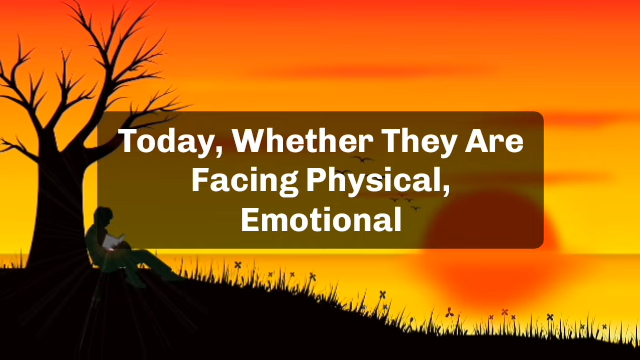 Today, Whether They Are
Facing Physical,
Emotional